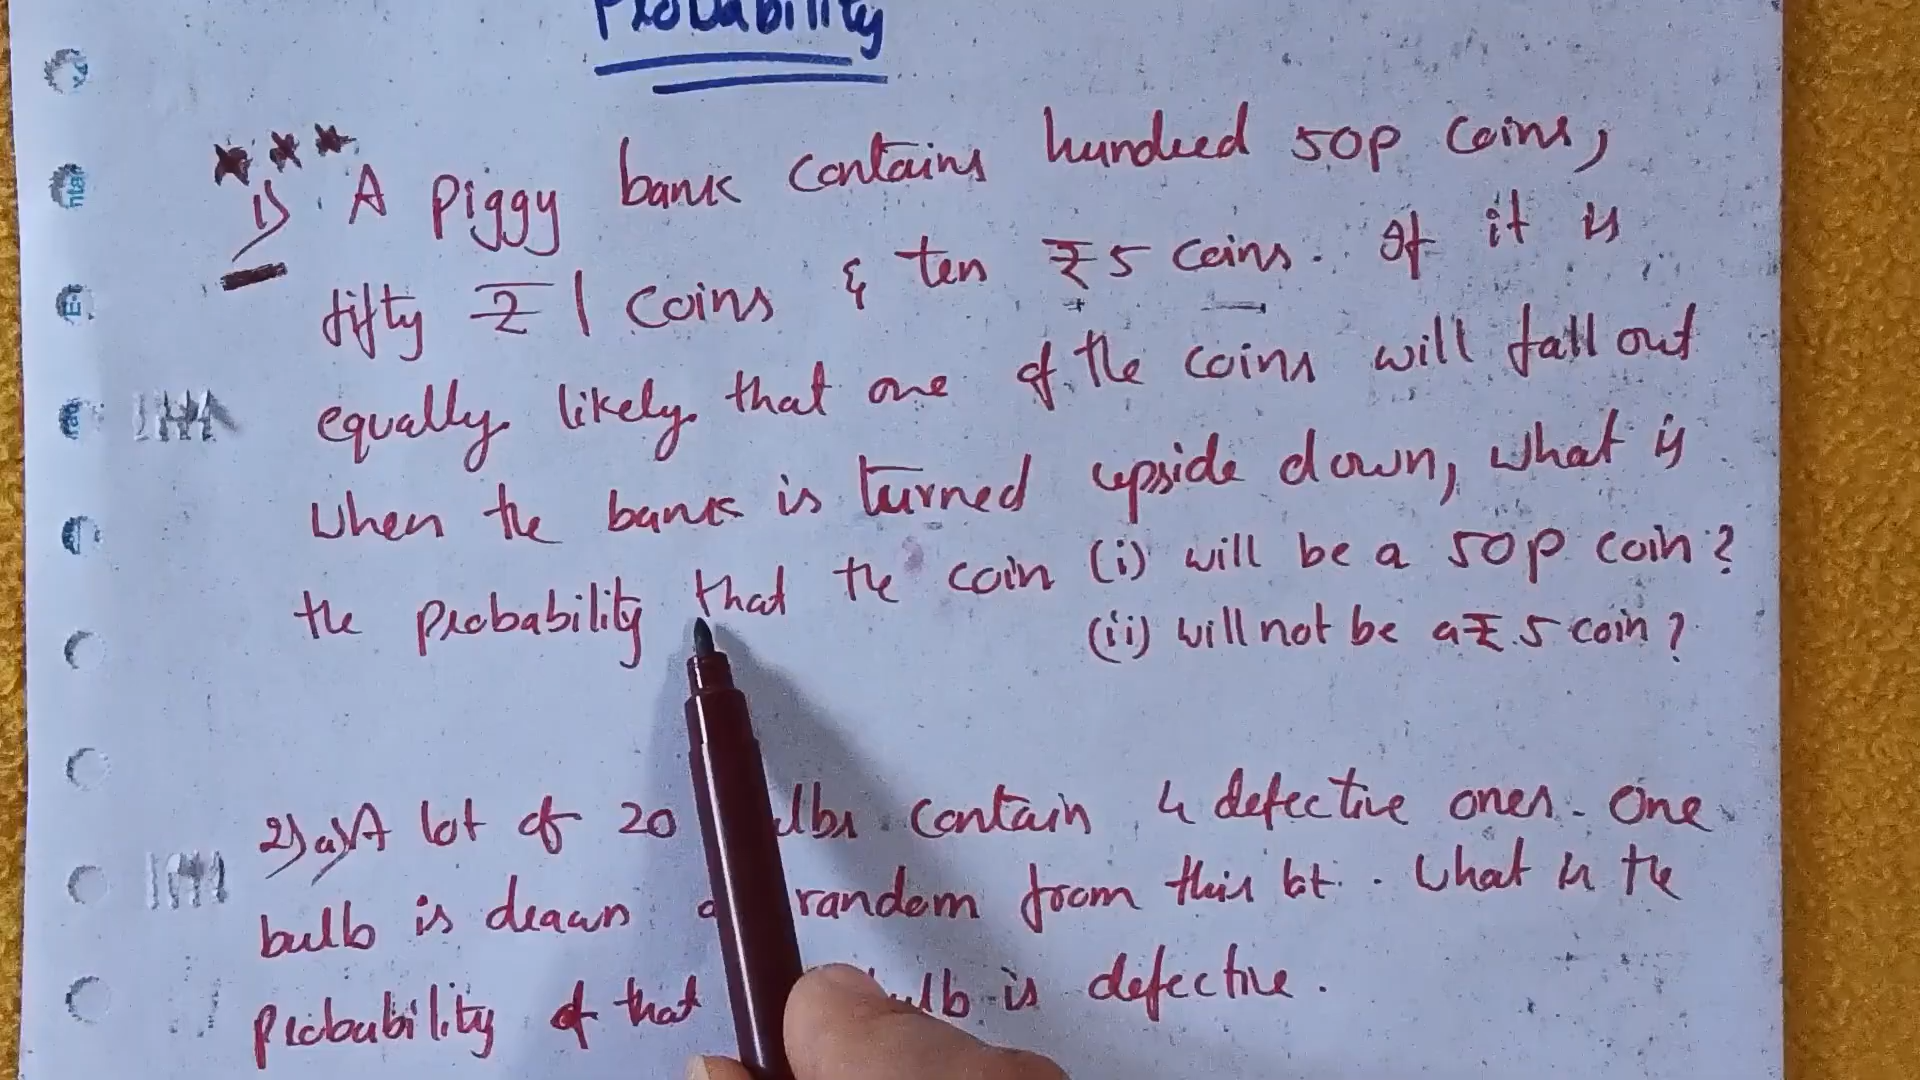 Probability
1) A piggy bank contains hundred 50p coins,
fifty ₹ 1 coins & ten ₹ 5 coins. If it is
equally likely that one of the coins will fall out
when the bank is turned upside down, what is
the probability that the coin (i) will be a 50p coin?
(ii) will not be a ₹.5 coin?
2) a) A lot of 20 contain 4 defective ones. One
bulb is drawn random from this lot. What is the
probability of that is defective.